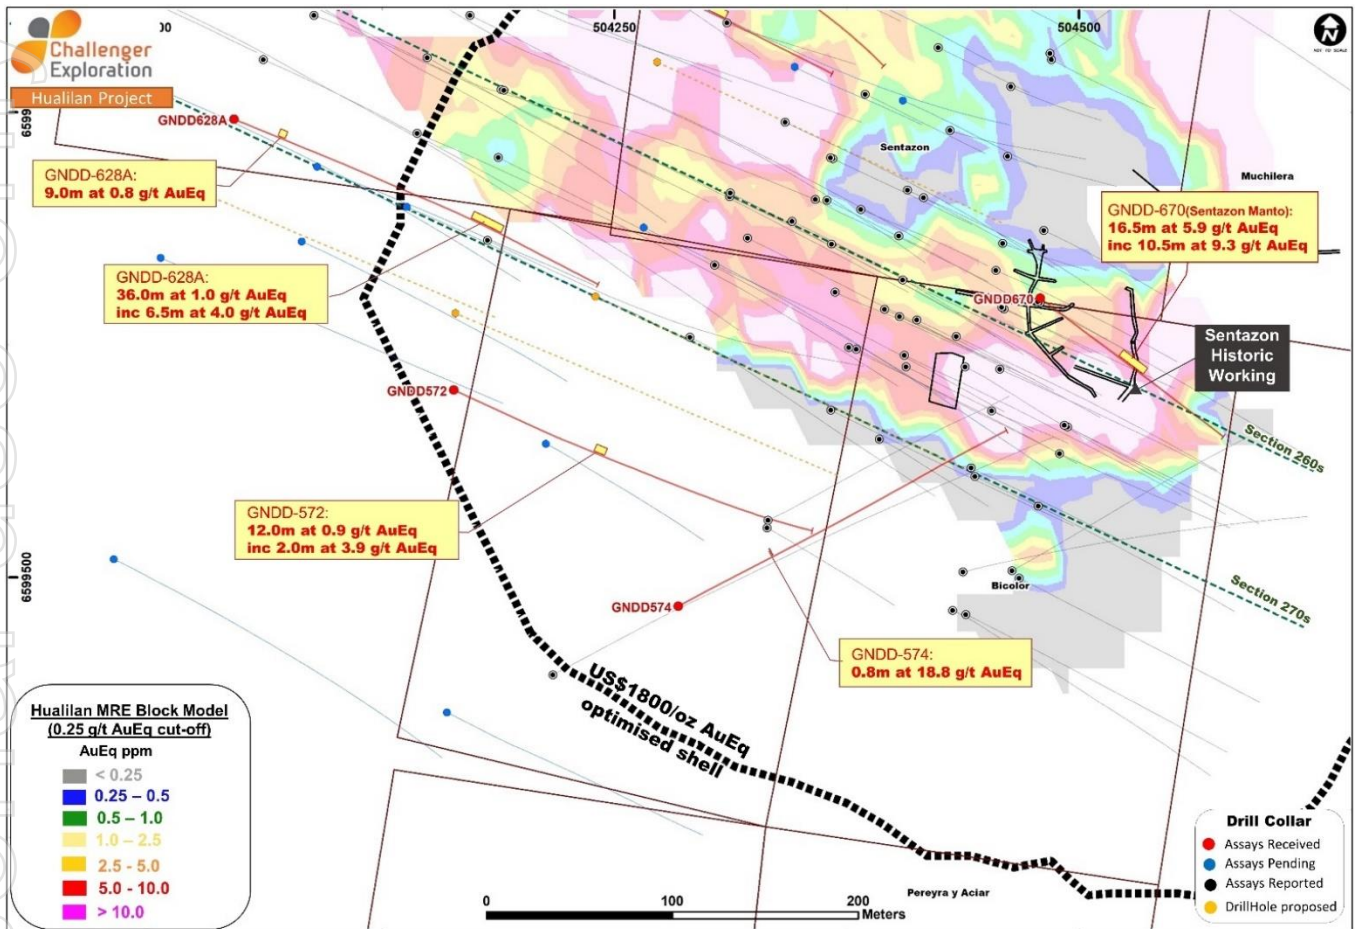 Challenger
Exploration
Hualilan Project
00
504250
504500
N
6599
GNDD628A
GNDD-628A:
9.0m at 0.8 g/t AuEq
Sentazon
Muchilera
GNDD-670(Sentazon Manto):
16.5m at 5.9 g/t AuEq
inc 10.5m at 9.3 g/t AuEq
GNDD-628A:
36.0m at 1.0 g/t AuEq
inc 6.5m at 4.0 g/t AuEq
GNDD670
Sentazon
Historic
Working
GNDD572
Section 260s
GNDD-572:
12.0m at 0.9 g/t AuEq
inc 2.0m at 3.9 g/t AuEq
6599500
Bicolor
Section 270s
GNDD574
GNDD-574:
0.8m at 18.8 g/t AuEq
US$1800/oz AuEq
optimised shell
Hualilan MRE Block Model
(0.25 g/t AuEq cut-off)
AuEq ppm
< 0.25
0.25 – 0.5
0.5 – 1.0
1.0 – 2.5
2.5 - 5.0
5.0 - 10.0
> 10.0
Pereyra y Aciar
0 100 200
Meters
Drill Collar
Assays Received
Assays Pending
Assays Reported
DrillHole proposed